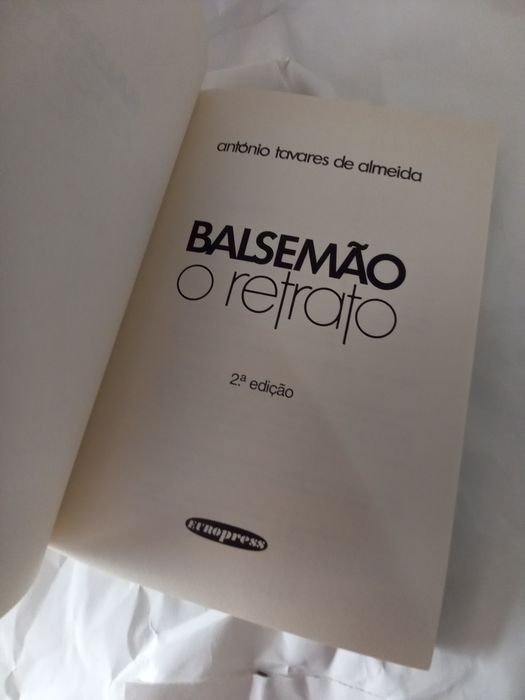 antónio tavares de almeida
BALSEMÃO
o retrato
2.ª edição
EUROpress